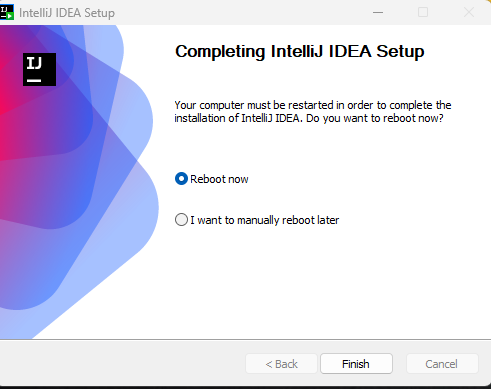 IntelliJ IDEA Setup
IJ
Completing IntelliJ IDEA Setup
Your computer must be restarted in order to complete the
installation of IntelliJ IDEA. Do you want to reboot now?
Reboot now
I want to manually reboot later
< Back
Finish
Cancel